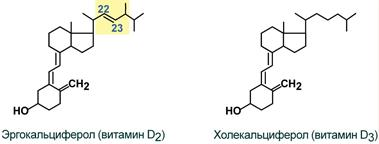 22
23
CH2
CH2
HO
HO
Эргокальциферол (витамин D2)
Холекальциферол (витамин D3)